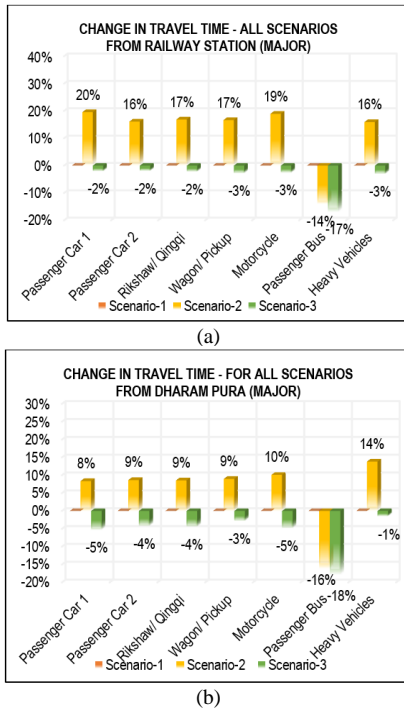 CHANGE IN TRAVEL TIME - ALL SCENARIOS
FROM RAILWAY STATION (MAJOR)
40%
30%
20%
10%
0%
-10%
-20%
20%
16%
17%
17%
19%
16%
-2%
-2%
-2%
-3%
-3%
-14%
-17%
-3%
Passenger Car 1
Passenger Car 2
Rikshaw/ Qingqi
Wagon/ Pickup
Motorcycle
Passenger Bus
Heavy Vehicles
Scenario-1 Scenario-2 Scenario-3
(a)
CHANGE IN TRAVEL TIME - FOR ALL SCENARIOS
FROM DHARAM PURA (MAJOR)
30%
25%
20%
15%
10%
5%
0%
-5%
-10%
-15%
-20%
8%
9%
9%
9%
10%
14%
-5%
-4%
-4%
-3%
-5%
-16%
-18%
-1%
Passenger Car 1
Passenger Car 2
Rikshaw/ Qingqi
Wagon/ Pickup
Motorcycle
Passenger Bus
Heavy Vehicles
Scenario-1 Scenario-2 Scenario-3
(b)